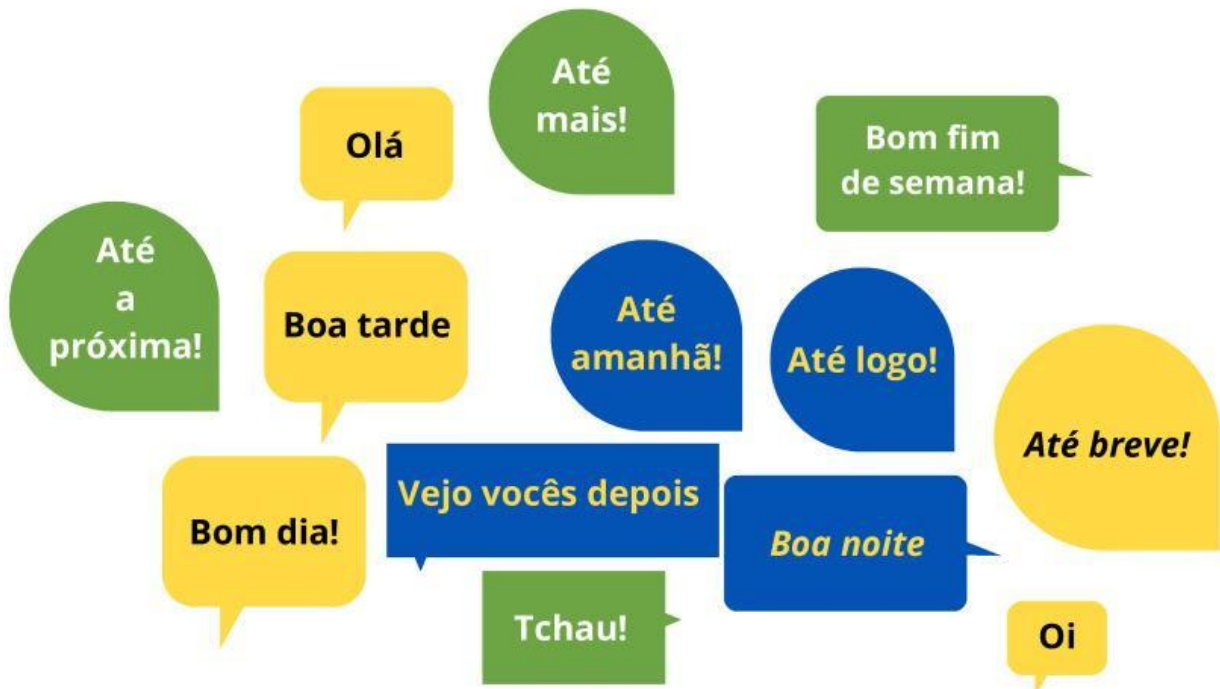 Até
mais!
Olá
Bom fim
de semana!
Até
a
próxima!
Boa tarde
Até
amanhã!
Até logo!
Até breve!
Vejo vocês depois
Bom dia!
Boa noite
Tchau!
Oi